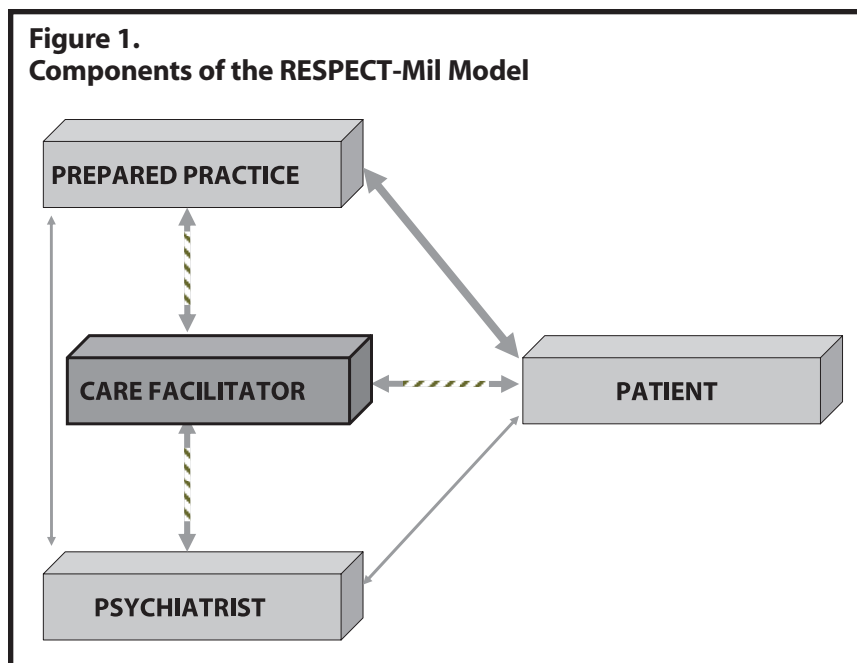 Figure 1.
Components of the RESPECT-Mil Model
PREPARED PRACTICE
CARE FACILITATOR
PATIENT
PSYCHIATRIST